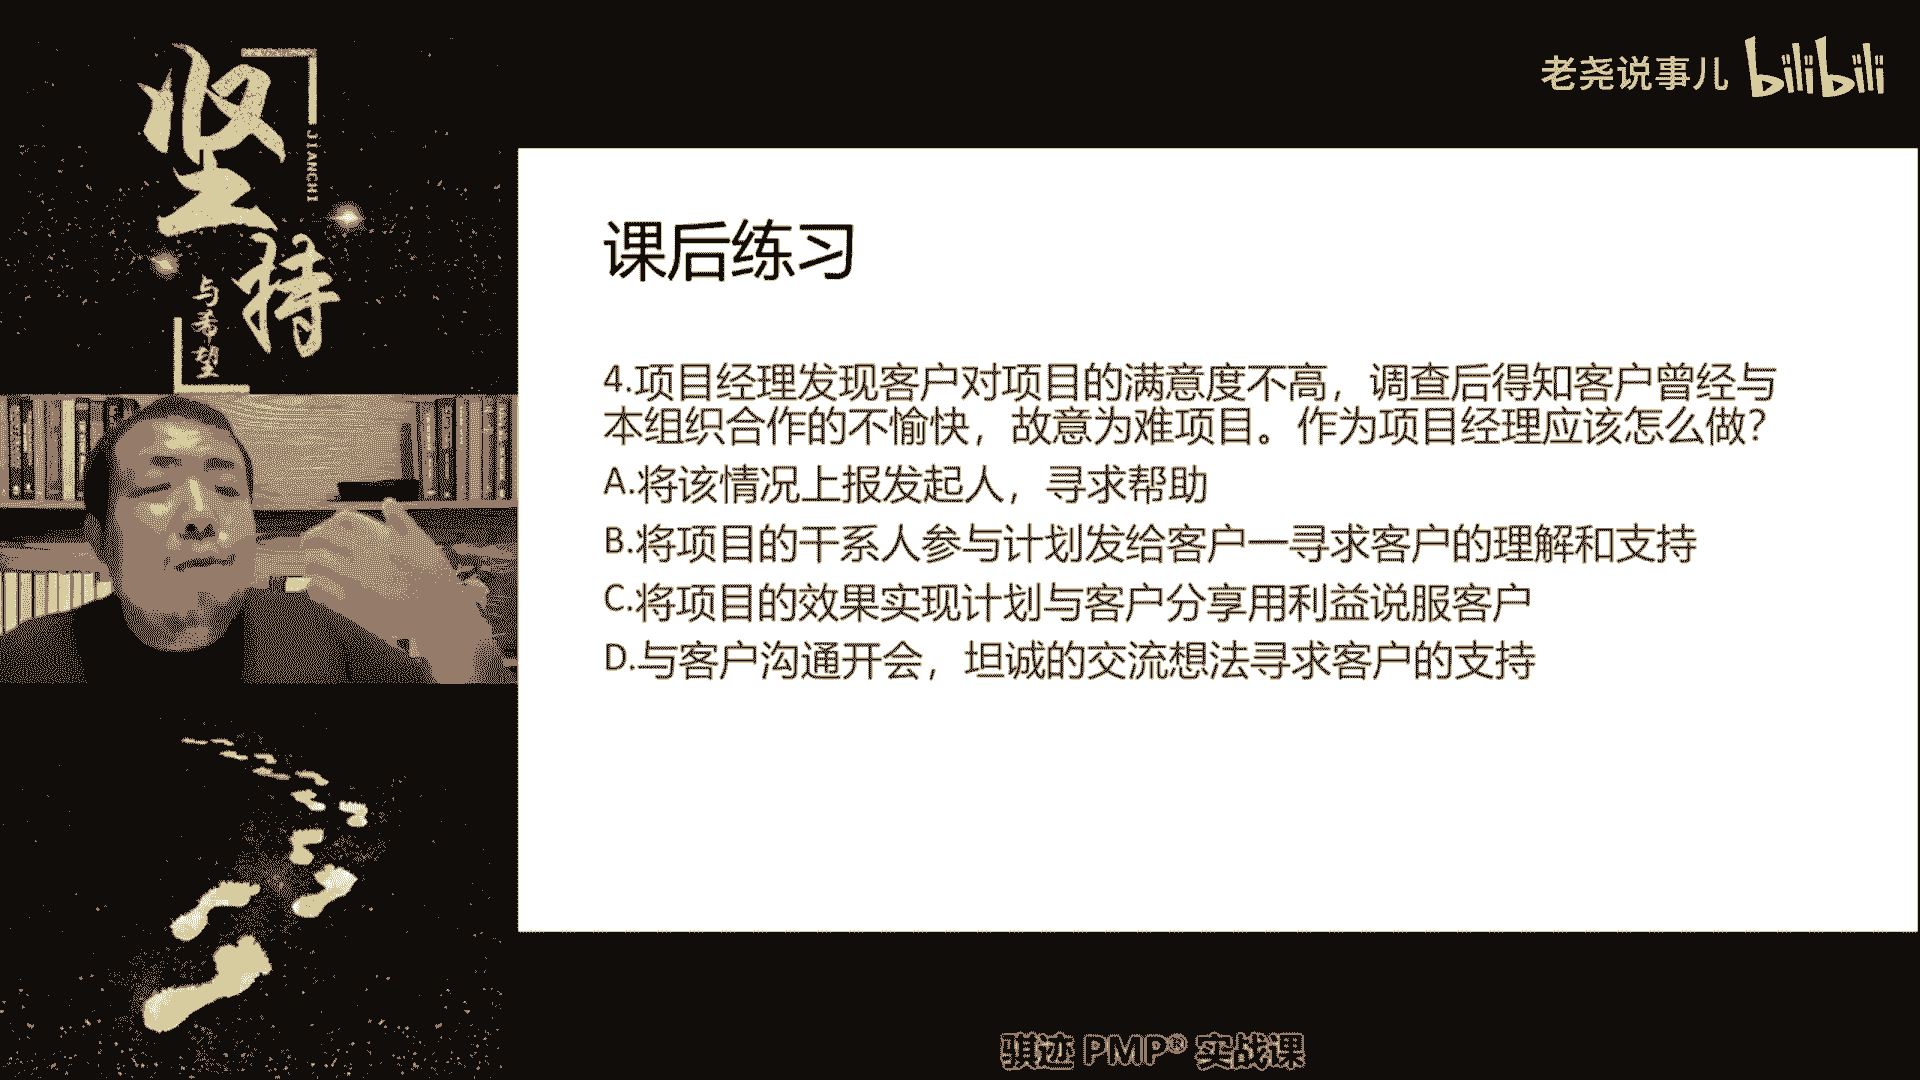 坚持
JIANCHI
与希望
老尧说事儿 bilibili
课后练习
4.项目经理发现客户对项目的满意度不高，调查后得知客户曾经与
本组织合作的不愉快，故意为难项目。作为项目经理应该怎么做？
A.将该情况上报发起人，寻求帮助
B.将项目的干系人参与计划发给客户一寻求客户的理解和支持
C.将项目的效果实现计划与客户分享用利益说服客户
D.与客户沟通开会，坦诚的交流想法寻求客户的支持
骐迹 PMP® 实战课